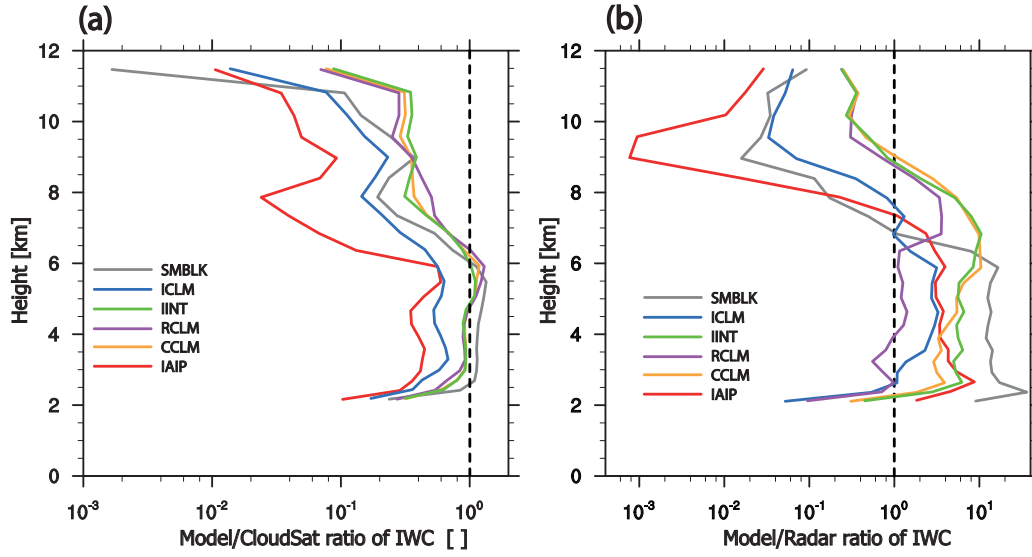 (a)
12
10
8
6
4
2
0
Height [km]
SMBLK
ICLM
IINT
RCLM
CCLM
IAIP
10⁻³
10⁻²
10⁻¹
10⁰
Model/CloudSat ratio of IWC [ ]
(b)
12
10
8
6
4
2
0
Height [km]
SMBLK
ICLM
IINT
RCLM
CCLM
IAIP
10⁻³
10⁻²
10⁻¹
10⁰
10¹
Model/Radar ratio of IWC